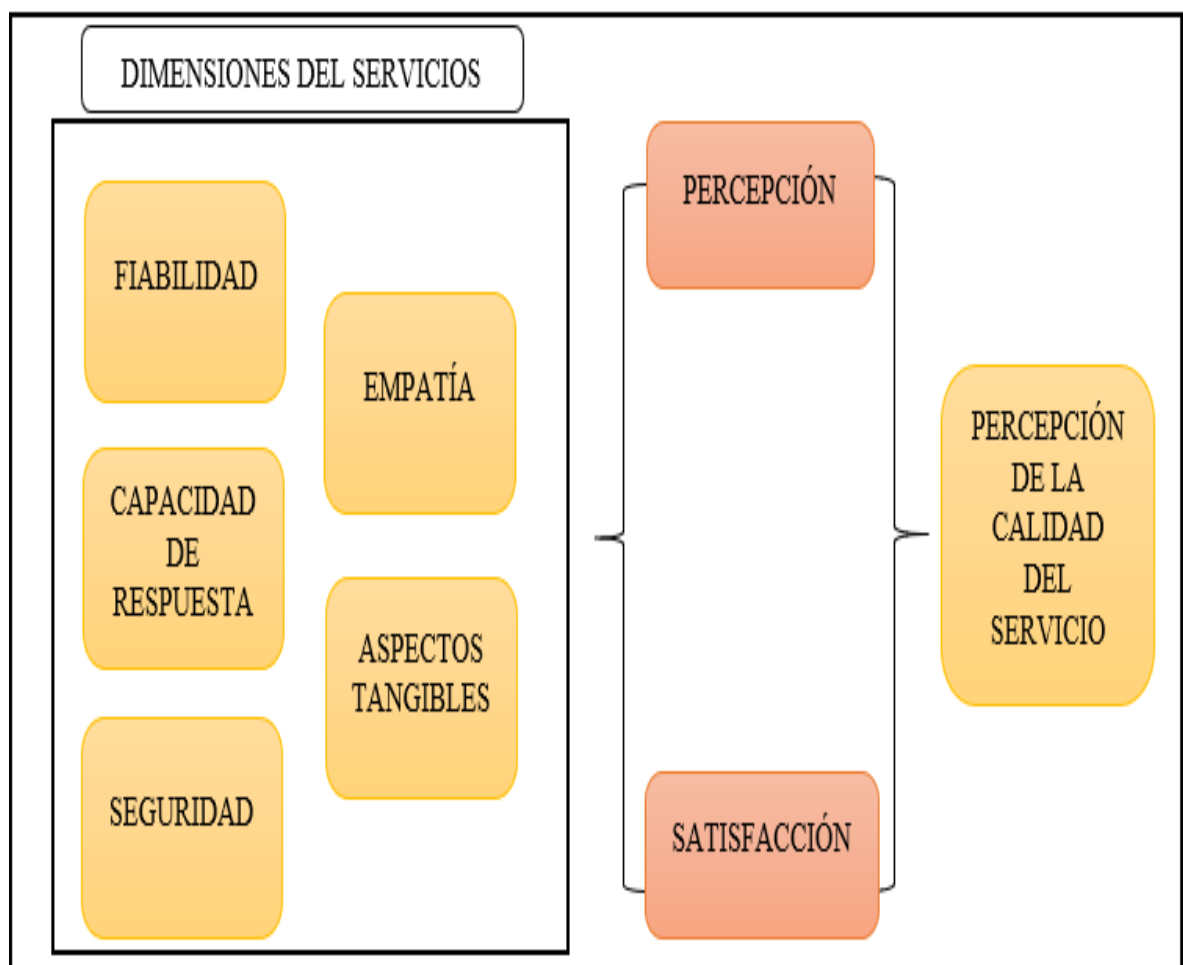 DIMENSIONES DEL SERVICIOS
FIABILIDAD
CAPACIDAD
DE
RESPUESTA
SEGURIDAD
EMPATÍA
ASPECTOS
TANGIBLES
PERCEPCIÓN
SATISFACCIÓN
PERCEPCIÓN
DE LA
CALIDAD
DEL
SERVICIO